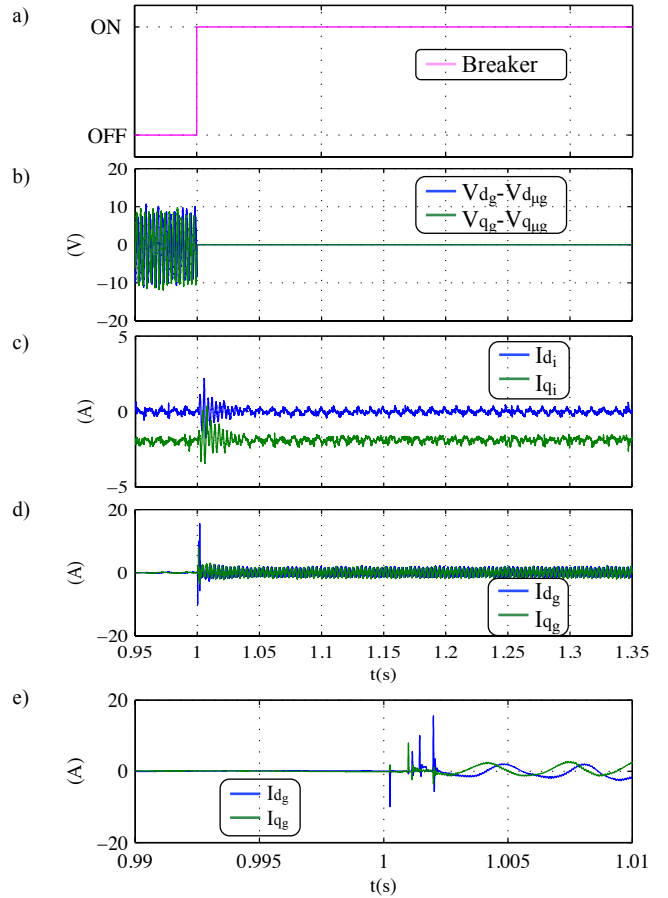 a)
ON
OFF
Breaker
b)
20
10
0
−10
−20
(V)
Vdg-Vdμg
Vqg-Vqμg
c)
5
0
−5
(A)
Idi
Iqi
d)
20
0
−20
(A)
Idg
Iqg
0.95 1 1.05 1.1 1.15 1.2 1.25 1.3 1.35
t(s)
e)
20
0
−20
(A)
Idg
Iqg
0.99 0.995 1 1.005 1.01
t(s)